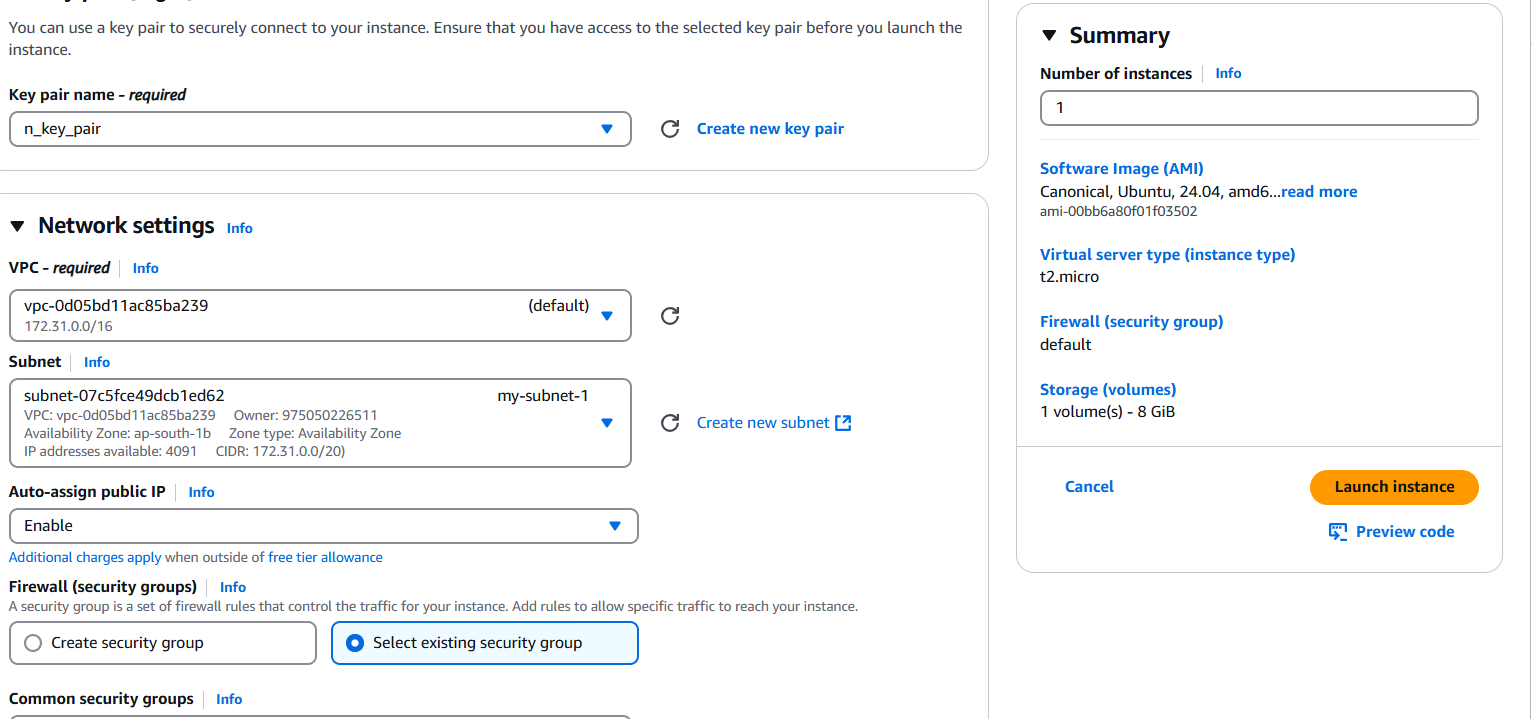 You can use a key pair to securely connect to your instance. Ensure that you have access to the selected key pair before you launch the
instance.
Key pair name - required
n_key_pair
Create new key pair
Network settings Info
VPC - required Info
vpc-0d05bd11ac85ba239 (default)
172.31.0.0/16
Subnet Info
subnet-07c5fce49dcb1ed62 my-subnet-1
VPC: vpc-0d05bd11ac85ba239 Owner: 975050226511
Availability Zone: ap-south-1b Zone type: Availability Zone
IP addresses available: 4091 CIDR: 172.31.0.0/20)
Create new subnet
Auto-assign public IP Info
Enable
Additional charges apply when outside of free tier allowance
Firewall (security groups) Info
A security group is a set of firewall rules that control the traffic for your instance. Add rules to allow specific traffic to reach your instance.
Create security group
Select existing security group
Common security groups Info
Summary
Number of instances Info
1
Software Image (AMI)
Canonical, Ubuntu, 24.04, amd6...read more
ami-00bb6a80f01f03502
Virtual server type (instance type)
t2.micro
Firewall (security group)
default
Storage (volumes)
1 volume(s) - 8 GiB
Cancel
Launch instance
Preview code